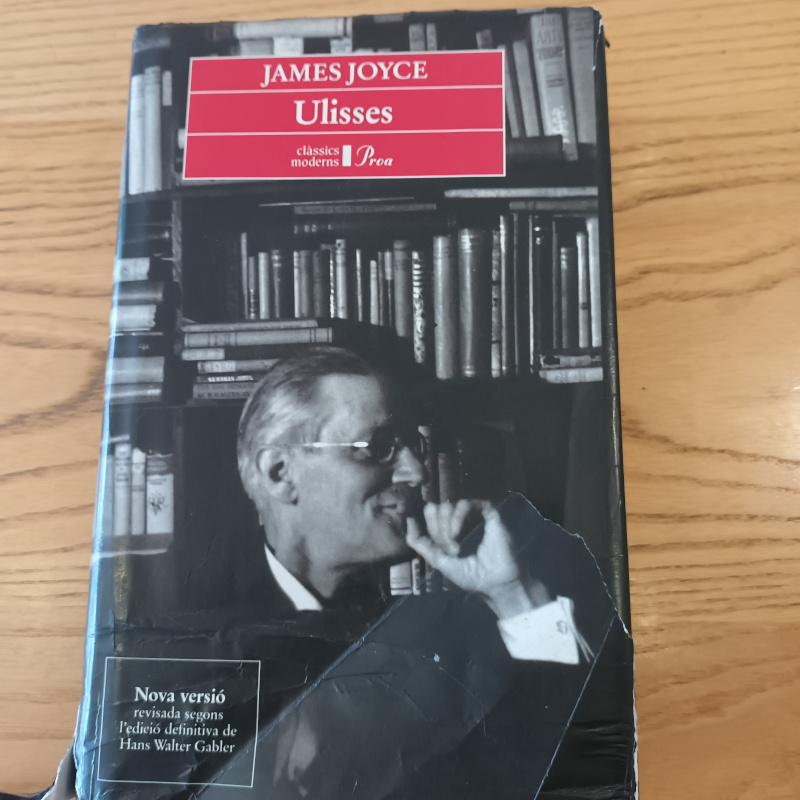 JAMES JOYCE
Ulisses
clàssics
moderns Proa
Nova versió
revisada segons
l'edició definitiva de
Hans Walter Gabler